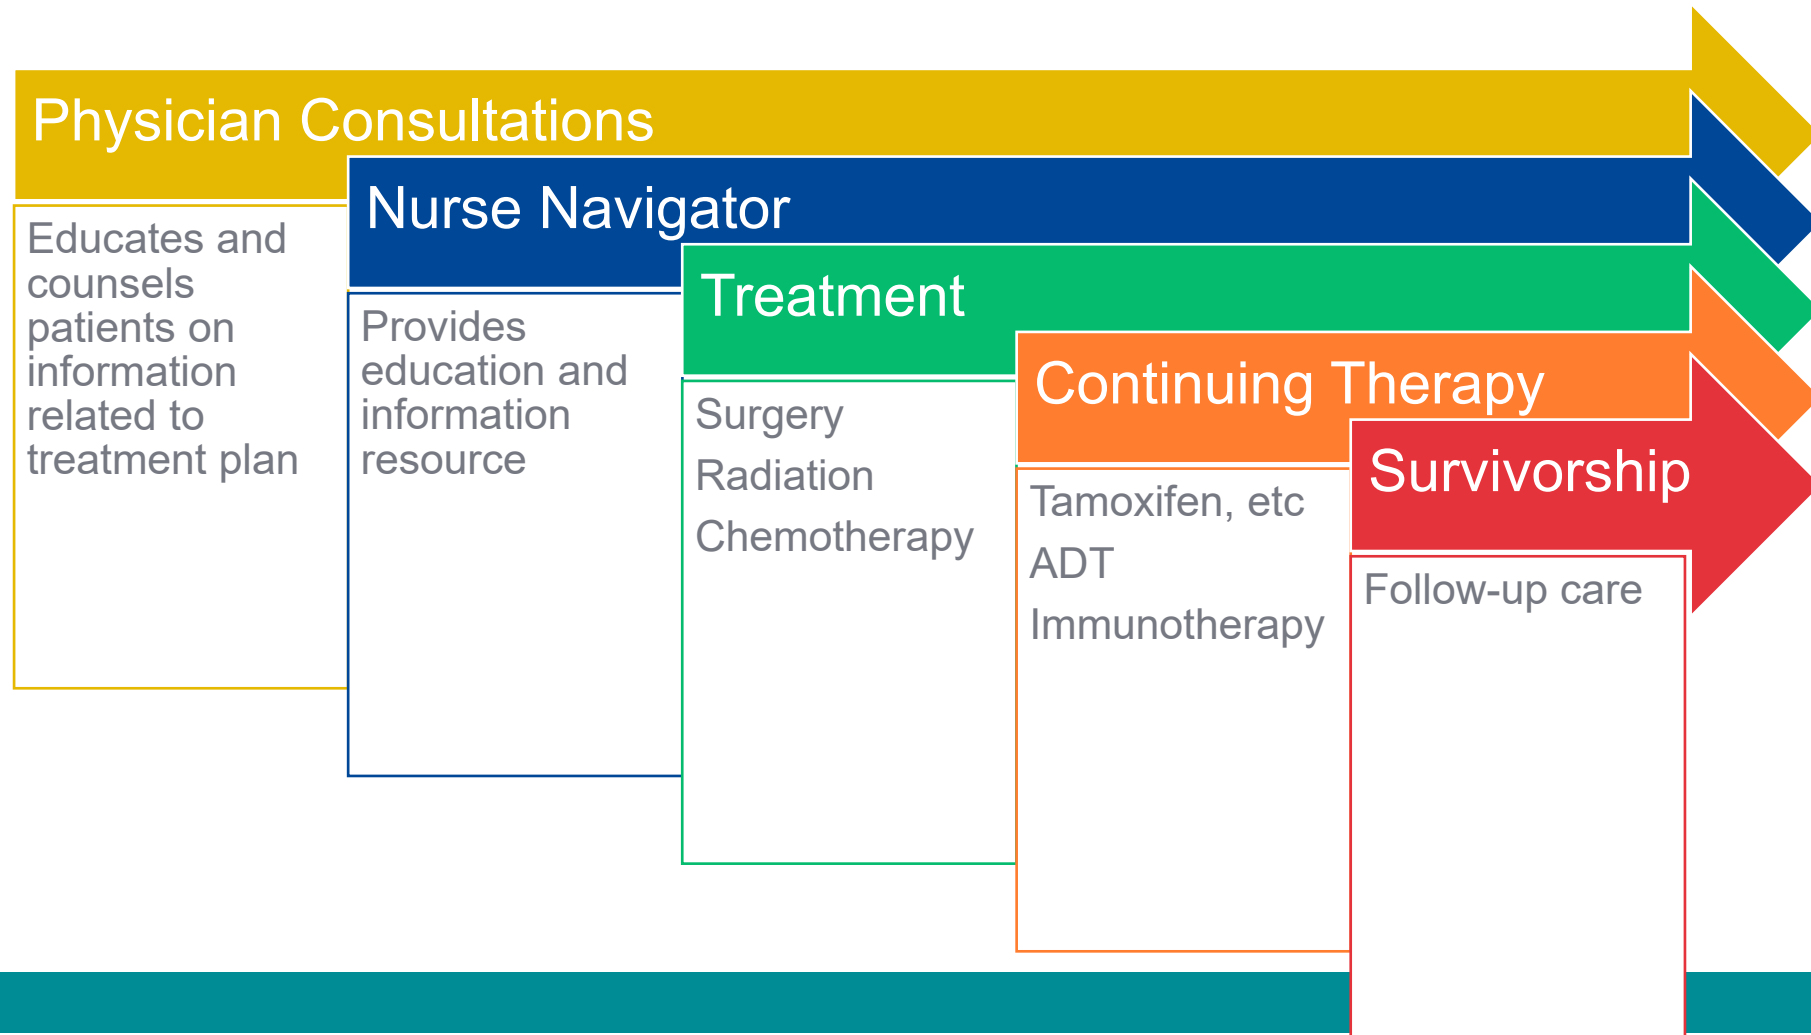 Physician Consultations
Educates and
counsels
patients on
information
related to
treatment plan
Nurse Navigator
Provides
education and
information
resource
Treatment
Surgery
Radiation
Chemotherapy
Continuing Therapy
Tamoxifen, etc
ADT
Immunotherapy
Survivorship
Follow-up care